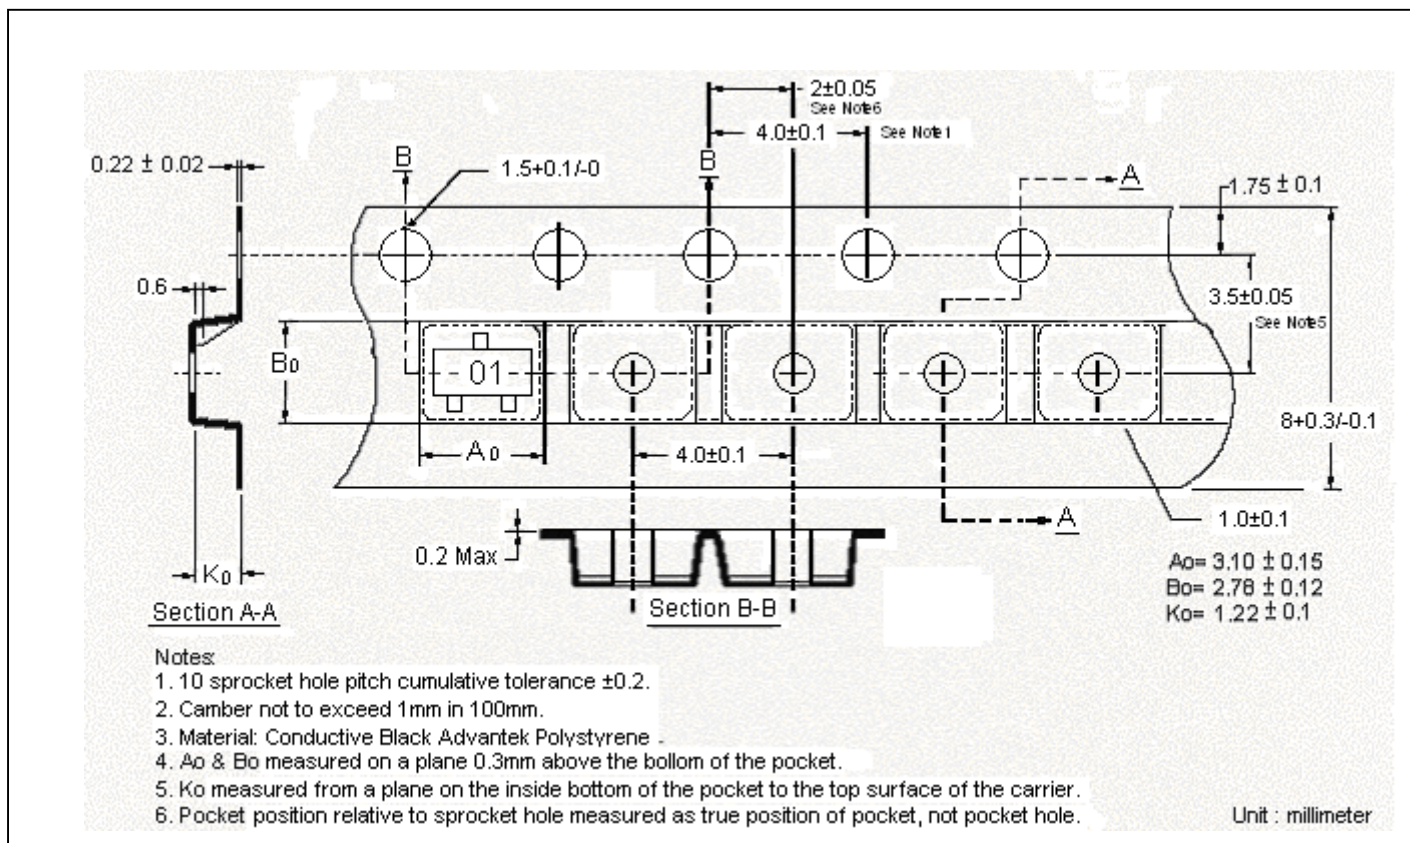 2±0.05
See Note6
4.0±0.1
See Note1
0.22 ± 0.02
B
1.5+0.1/-0
B
A
1.75 ± 0.1
0.6
3.5±0.05
See Note5
B0
01
8+0.3/-0.1
A0
4.0±0.1
A
1.0±0.1
0.2 Max
K0
Section A-A
Section B-B
Ao= 3.10 ± 0.15
Bo= 2.78 ± 0.12
Ko= 1.22 ± 0.1
Notes:
1. 10 sprocket hole pitch cumulative tolerance ±0.2.
2. Camber not to exceed 1mm in 100mm.
3. Material: Conductive Black Advantek Polystyrene .
4. Ao & Bo measured on a plane 0.3mm above the bollom of the pocket.
5. Ko measured from a plane on the inside bottom of the pocket to the top surface of the carrier.
6. Pocket position relative to sprocket hole measured as true position of pocket, not pocket hole.
Unit : millimeter